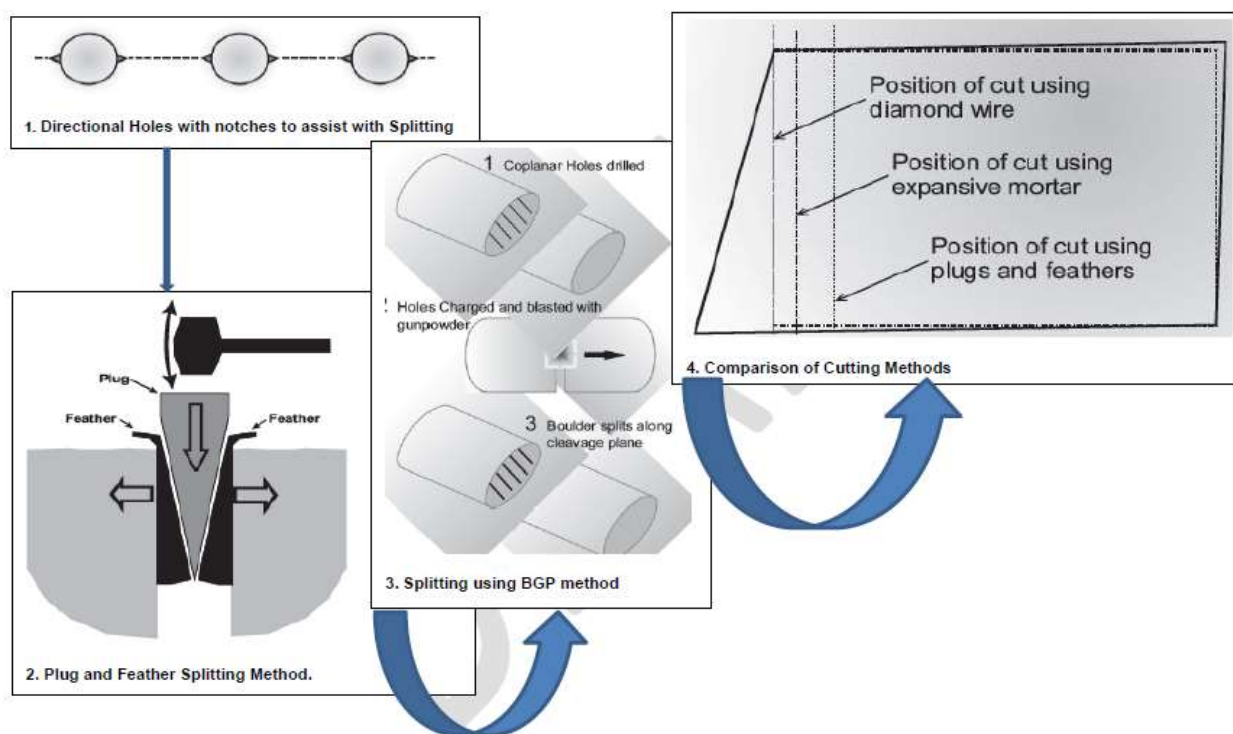 1. Directional Holes with notches to assist with Splitting
Plug
Feather
Feather
2. Plug and Feather Splitting Method.
1 Coplanar Holes drilled
2 Holes Charged and blasted with
gunpowder
3 Boulder splits along
cleavage plane
3. Splitting using BGP method
Position of cut using
diamond wire
Position of cut using
expansive mortar
Position of cut using
plugs and feathers
4. Comparison of Cutting Methods